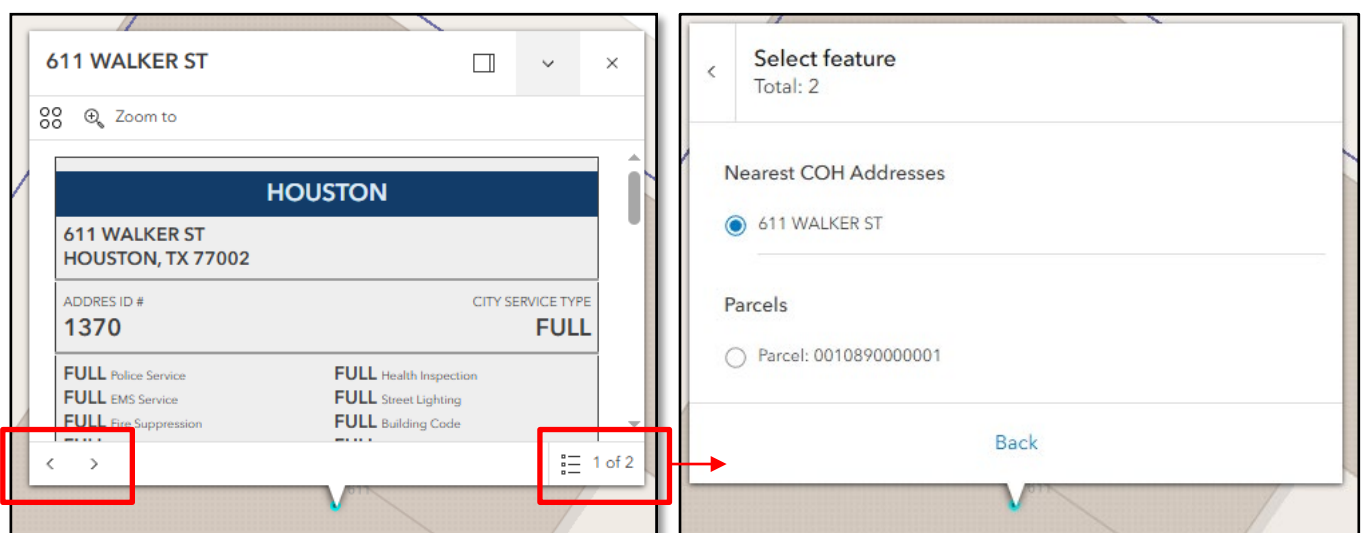 611 WALKER ST
Zoom to
HOUSTON
611 WALKER ST
HOUSTON, TX 77002
ADDRES ID # CITY SERVICE TYPE
1370 FULL
FULL Police Service FULL Health Inspection
FULL EMS Service FULL Street Lighting
FULL Fire Suppression FULL Building Code
1 of 2
611
Select feature
Total: 2
Nearest COH Addresses
611 WALKER ST
Parcels
Parcel: 0010890000001
Back
611